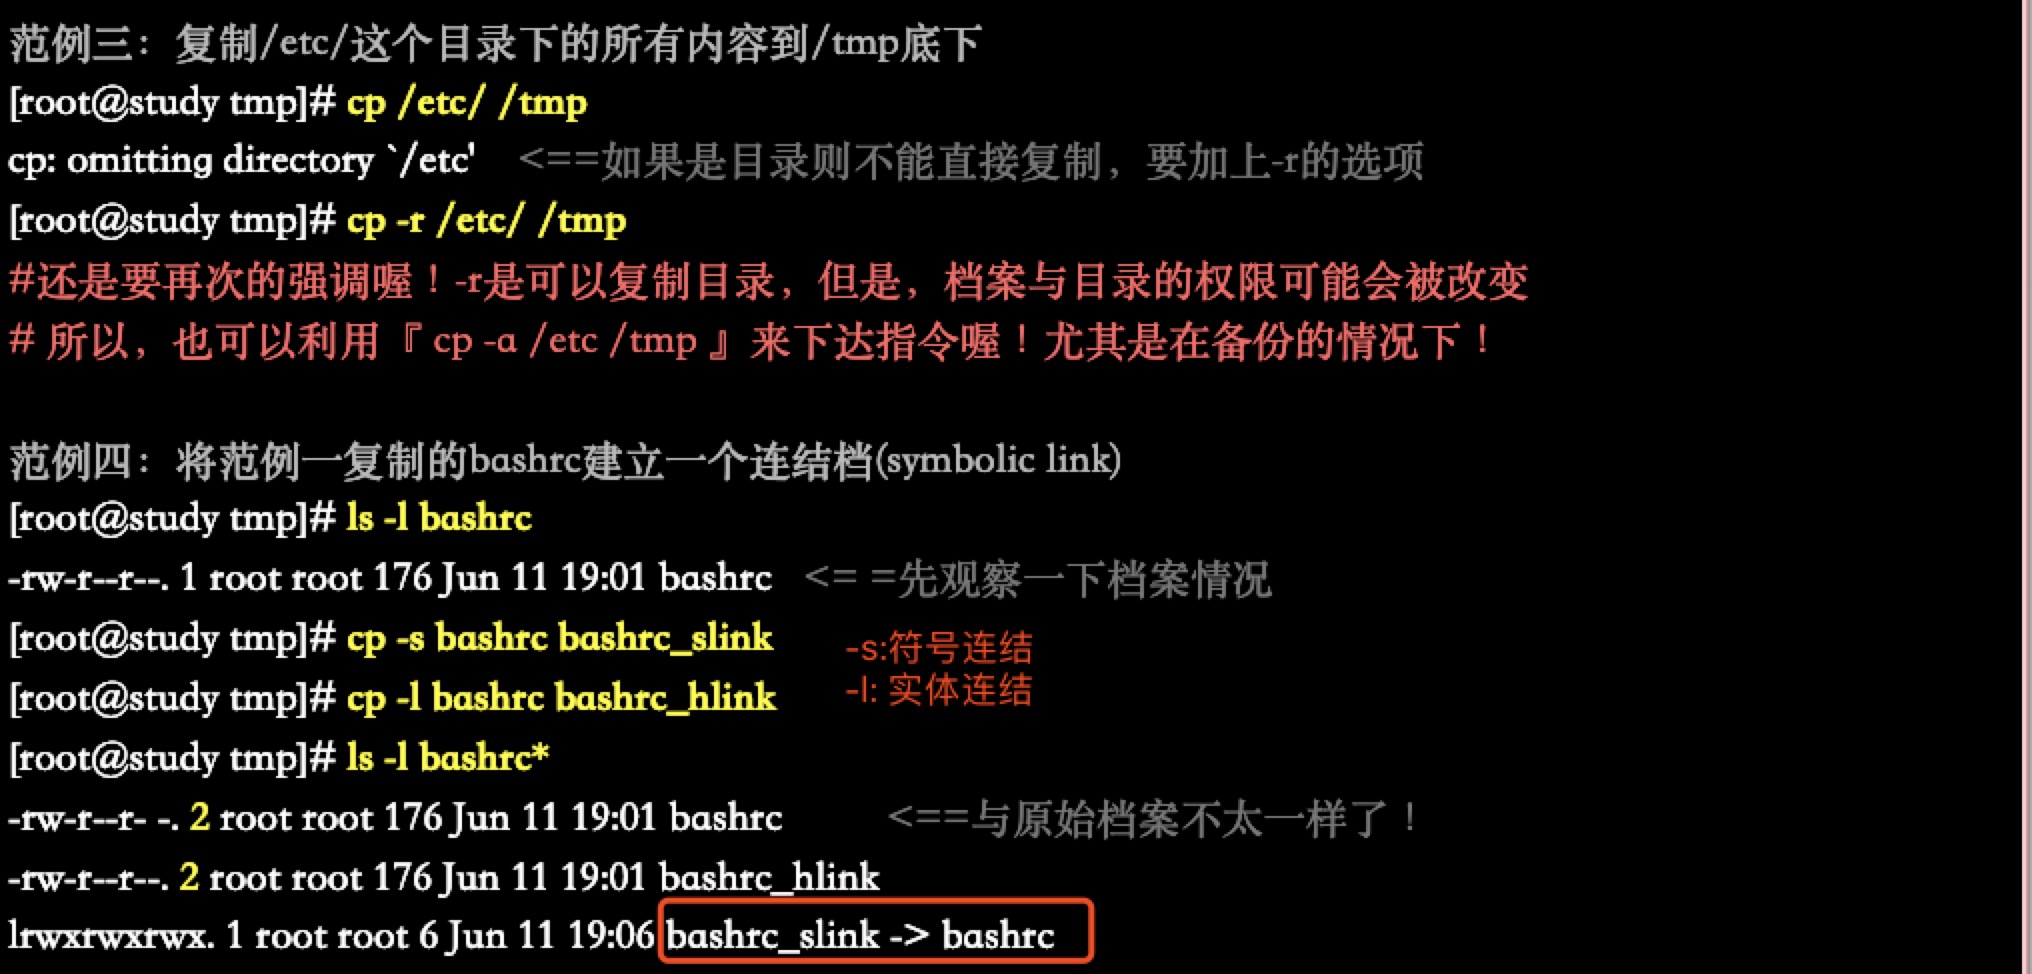 范例三：复制/etc/这个目录下的所有内容到/tmp底下
[root@study tmp]# cp /etc/ /tmp
cp: omitting directory `/etc' <==如果是目录则不能直接复制，要加上-r的选项
[root@study tmp]# cp -r /etc/ /tmp
#还是要再次的强调喔！-r是可以复制目录，但是，档案与目录的权限可能会被改变
# 所以，也可以利用『 cp -a /etc /tmp 』来下达指令喔！尤其是在备份的情况下！
范例四：将范例一复制的bashrc建立一个连结档(symbolic link)
[root@study tmp]# ls -l bashrc
-rw-r--r--. 1 root root 176 Jun 11 19:01 bashrc <= =先观察一下档案情况
[root@study tmp]# cp -s bashrc bashrc_slink
-s:符号连结
[root@study tmp]# cp -l bashrc bashrc_hlink
-l: 实体连结
[root@study tmp]# ls -l bashrc*
-rw-r--r- -. 2 root root 176 Jun 11 19:01 bashrc <==与原始档案不太一样了！
-rw-r--r--. 2 root root 176 Jun 11 19:01 bashrc_hlink
lrwxrwxrwx. 1 root root 6 Jun 11 19:06 bashrc_slink -> bashrc